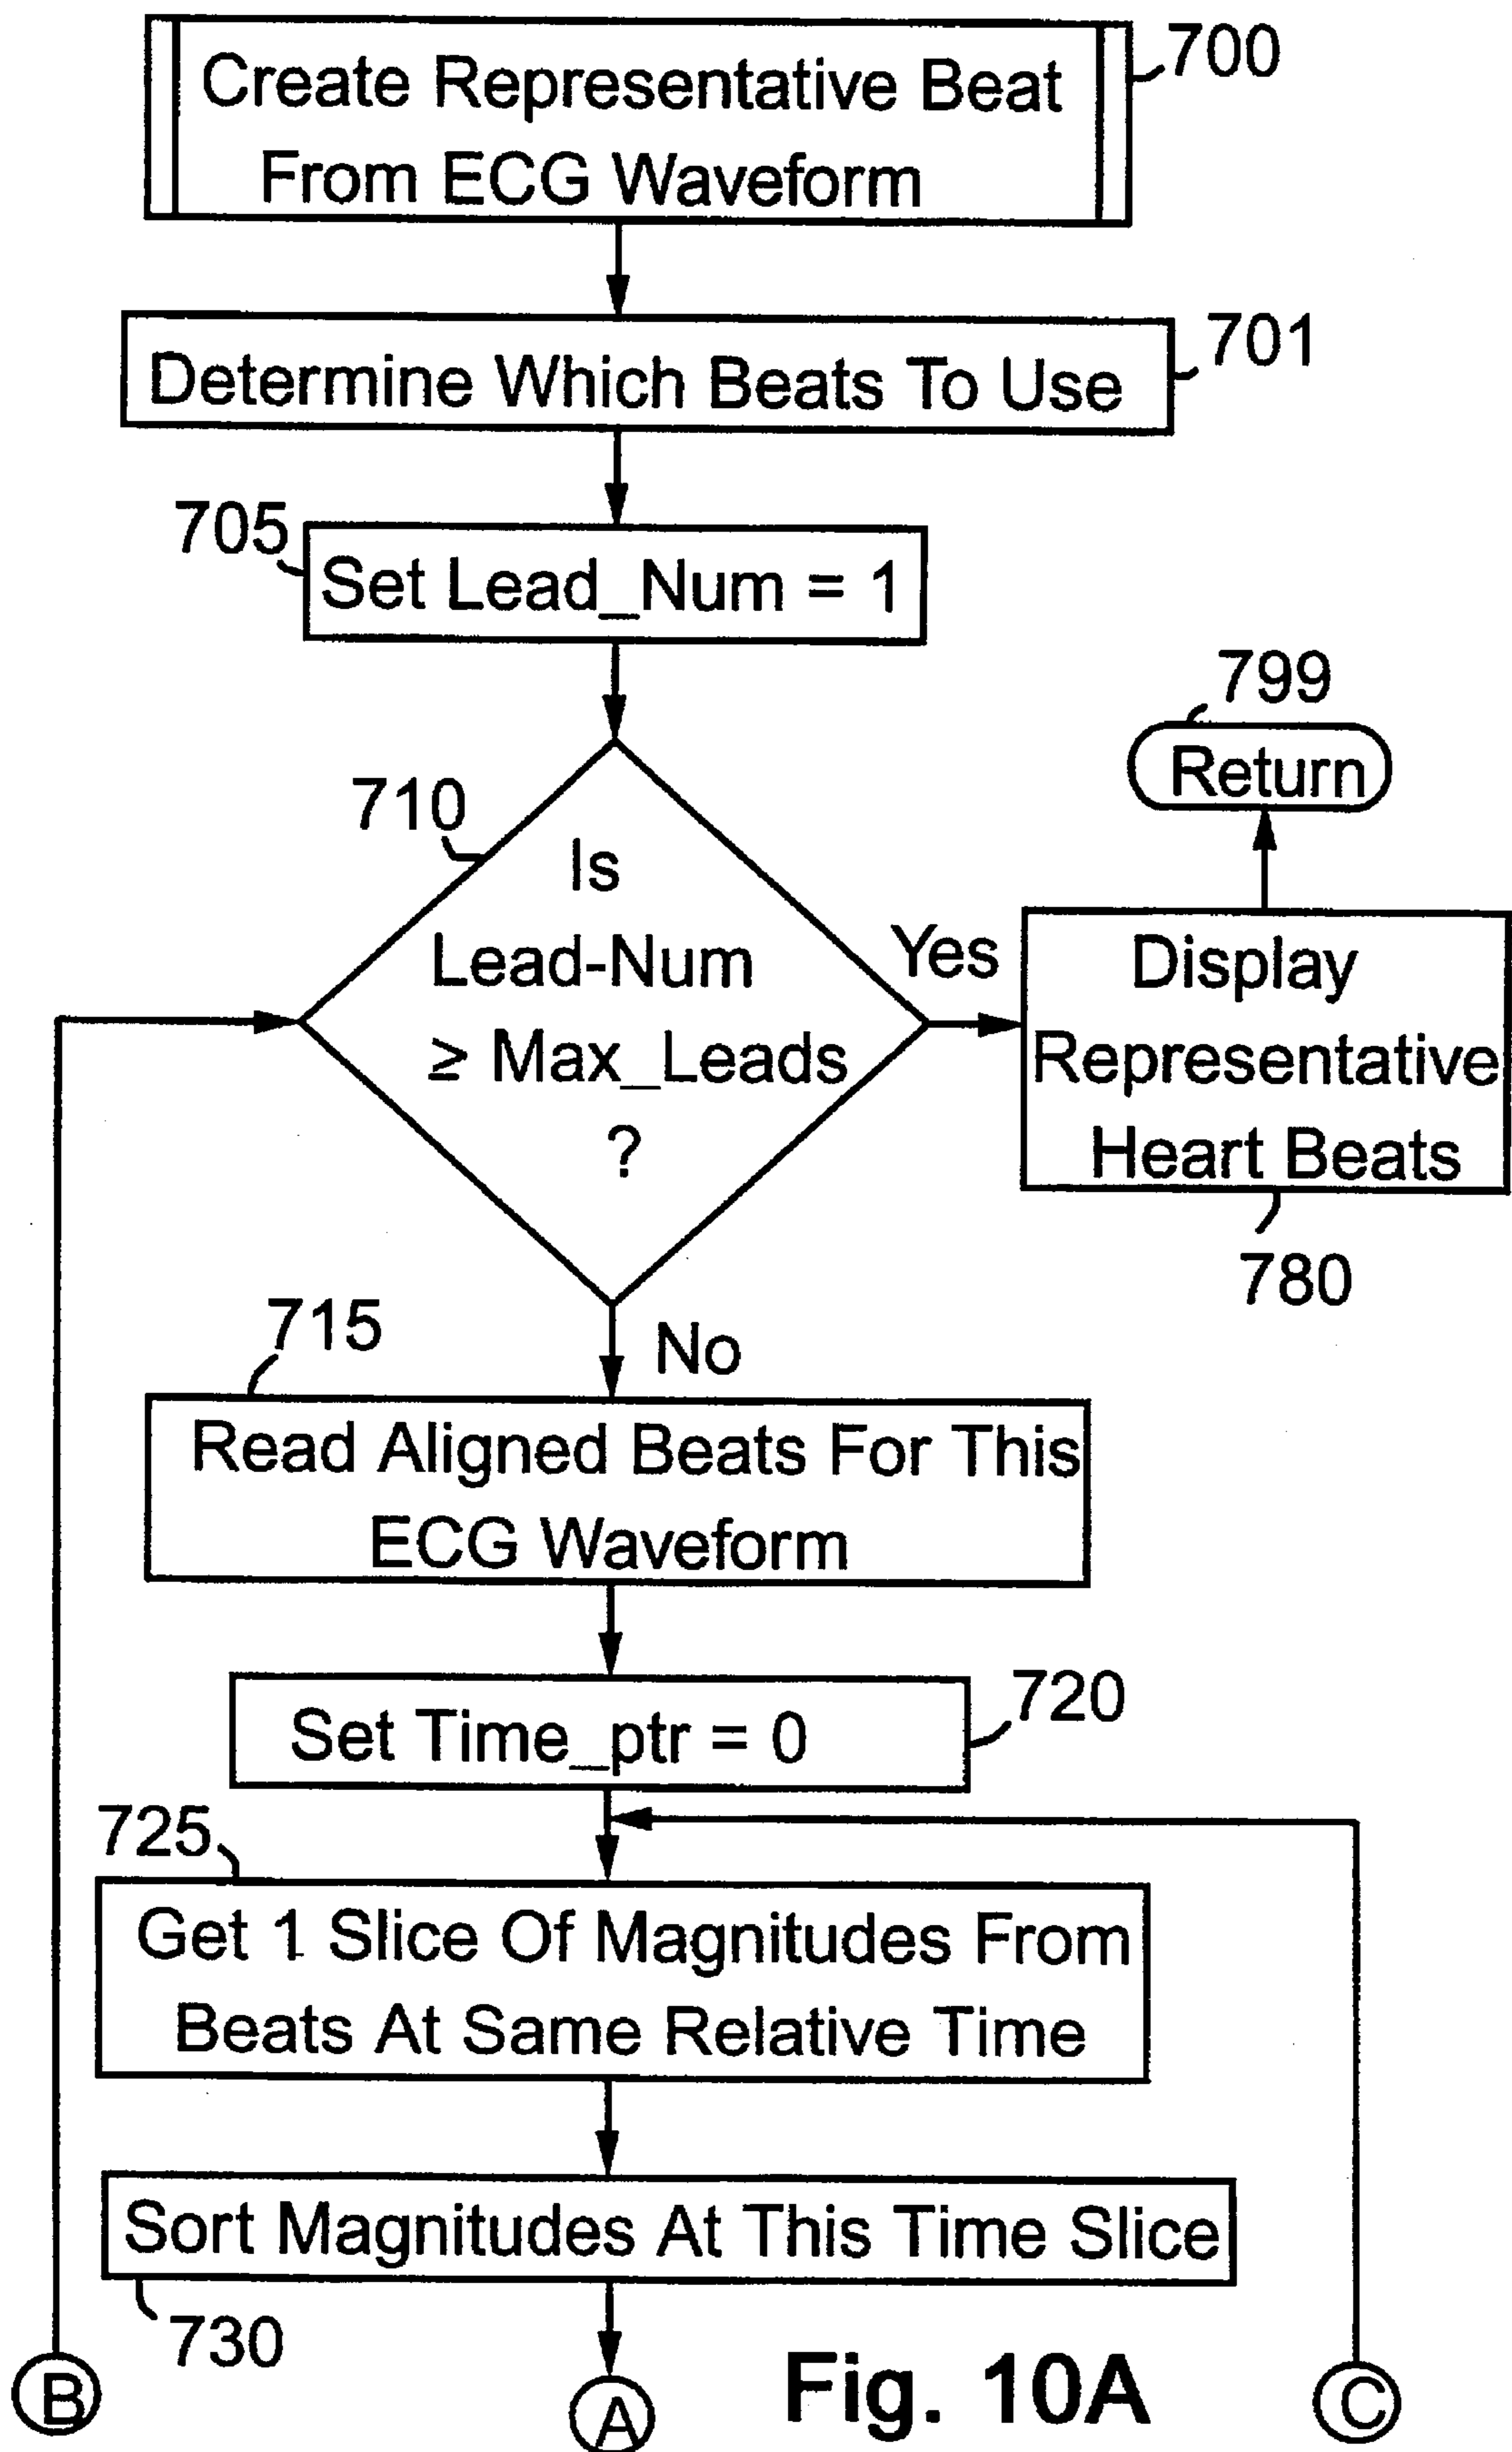 700
Create Representative Beat
From ECG Waveform
701
Determine Which Beats To Use
705
Set Lead_Num = 1
799
Return
710
Is
Lead-Num
≥ Max_Leads
?
Yes
Display
Representative
Heart Beats
780
No
715
Read Aligned Beats For This
ECG Waveform
720
Set Time_ptr = 0
725
Get 1 Slice Of Magnitudes From
Beats At Same Relative Time
Sort Magnitudes At This Time Slice
730
B
A
Fig. 10A
C